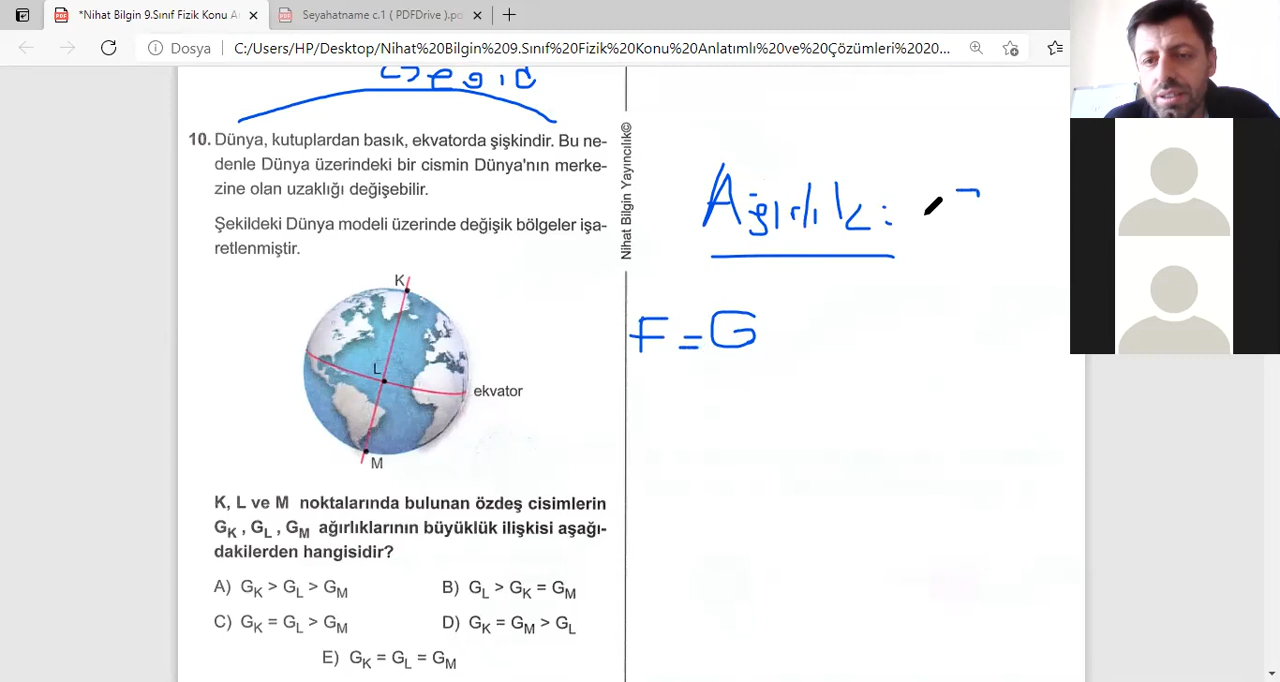 *Nihat Bilgin 9.Sınıf Fizik Konu A
Seyahatname c.1 ( PDFDrive ).pc
Dosya
C:/Users/HP/Desktop/Nihat%20Bilgin%209.Sınıf%20Fizik%20Konu%20Anlatımlı%20ve%20Çözümleri%2020...
10. Dünya, kutuplardan basık, ekvatorda şişkindir. Bu ne-
denle Dünya üzerindeki bir cismin Dünya'nın merke-
zine olan uzaklığı değişebilir.
Şekildeki Dünya modeli üzerinde değişik bölgeler işa-
retlenmiştir.
K
L
ekvator
M
K, L ve M noktalarında bulunan özdeş cisimlerin
GK , GL , GM ağırlıklarının büyüklük ilişkisi aşağı-
dakilerden hangisidir?
A) GK > GL > GM
B) GL > GK = GM
C) GK = GL > GM
D) GK = GM > GL
E) GK = GL = GM
Nihat Bilgin Yayıncılık©
Ağırlık:
F = G